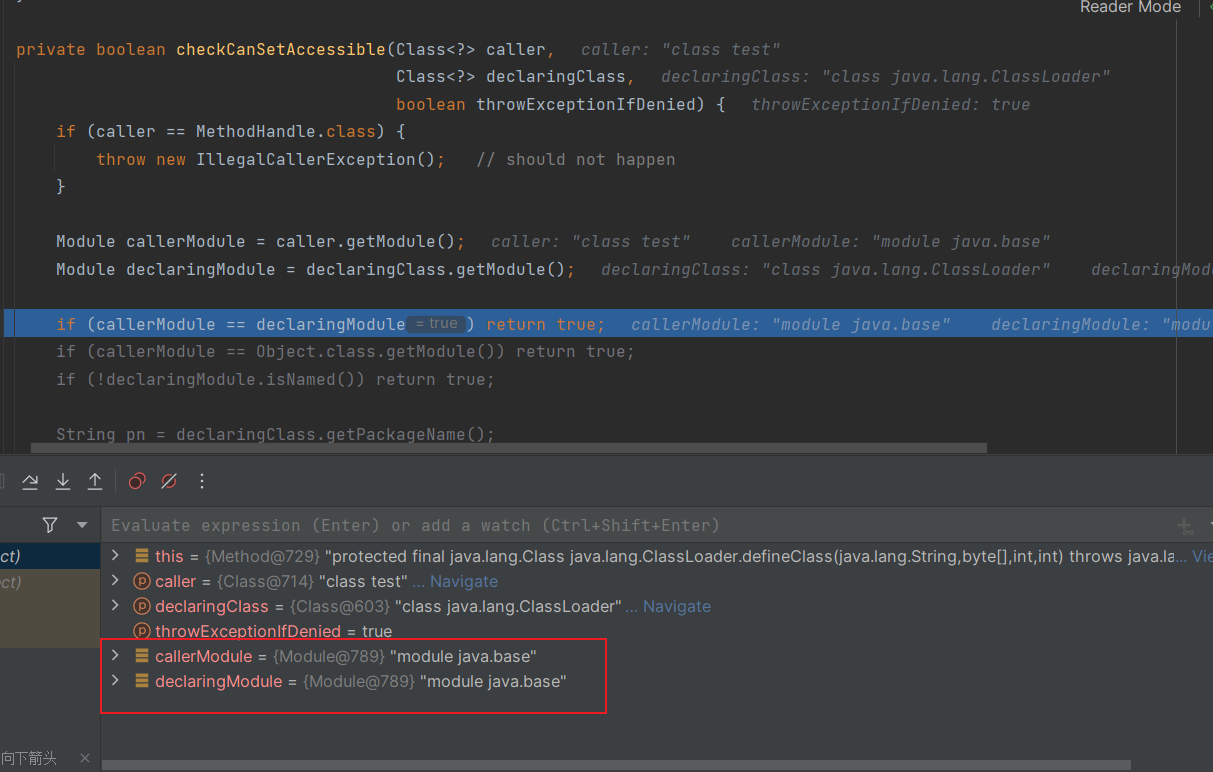 Reader Mode
private boolean checkCanSetAccessible(Class<?> caller, caller: "class test"
Class<?> declaringClass, declaringClass: "class java.lang.ClassLoader"
boolean throwExceptionIfDenied) { throwExceptionIfDenied: true
if (caller == MethodHandle.class) {
throw new IllegalCallerException(); // should not happen
}
Module callerModule = caller.getModule(); caller: "class test" callerModule: "module java.base"
Module declaringModule = declaringClass.getModule(); declaringClass: "class java.lang.ClassLoader" declaringMod
if (callerModule == declaringModule = true ) return true; callerModule: "module java.base" declaringModule: "modu
if (callerModule == Object.class.getModule()) return true;
if (!declaringModule.isNamed()) return true;
String pn = declaringClass.getPackageName();
Evaluate expression (Enter) or add a watch (Ctrl+Shift+Enter)
ct) this = {Method@729} "protected final java.lang.Class java.lang.ClassLoader.defineClass(java.lang.String,byte[],int,int) throws java.la... Vie
ct) caller = {Class@714} "class test" ... Navigate
declaringClass = {Class@603} "class java.lang.ClassLoader" ... Navigate
throwExceptionIfDenied = true
callerModule = {Module@789} "module java.base"
declaringModule = {Module@789} "module java.base"
向下箭头